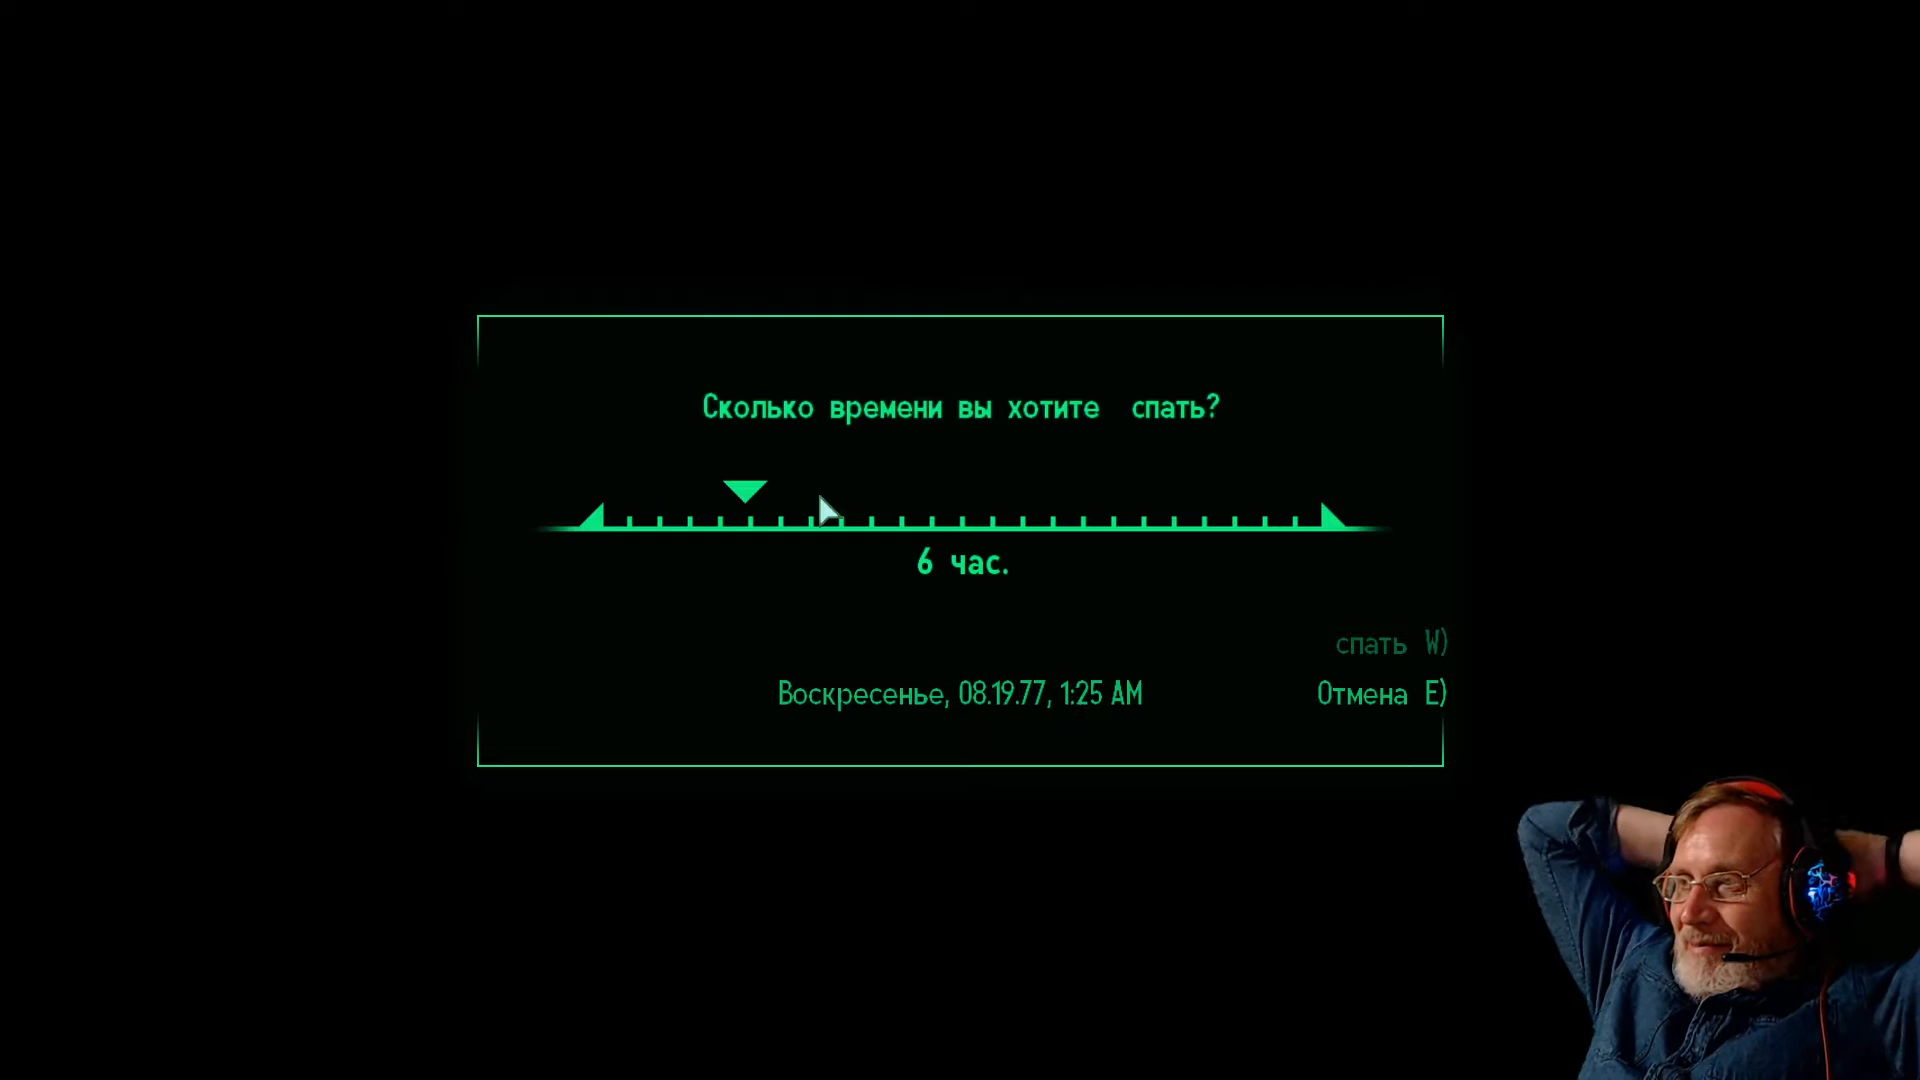 Сколько времени вы хотите спать?
6 час.
спать W)
Воскресенье, 08.19.77, 1:25 AM
Отмена E)